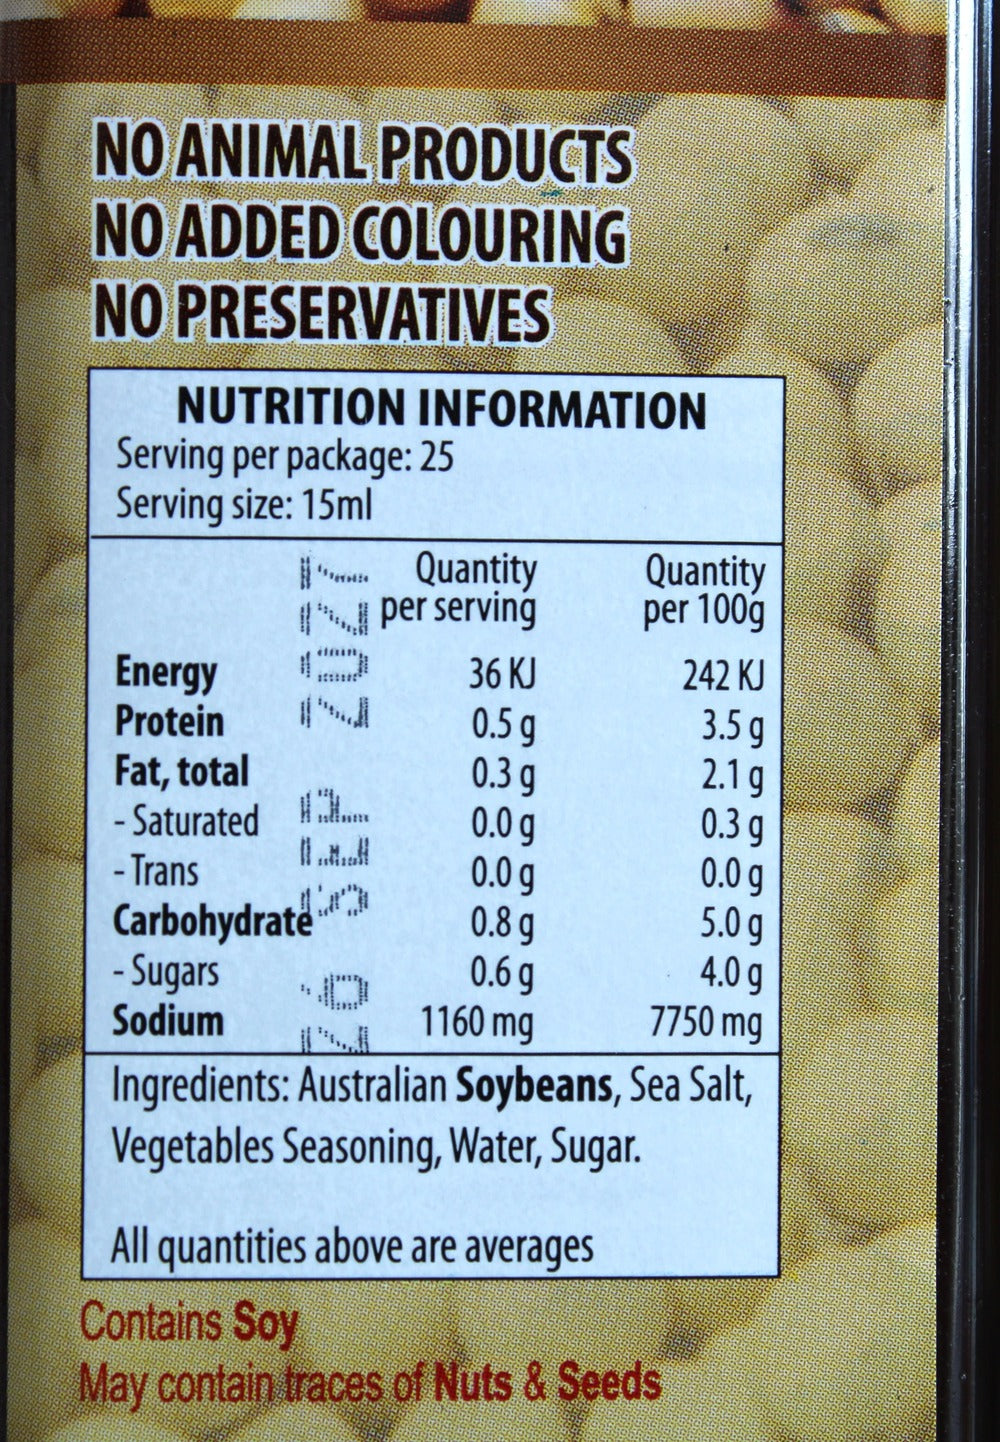 NO ANIMAL PRODUCTS
NO ADDED COLOURING
NO PRESERVATIVES
NUTRITION INFORMATION
Serving per package: 25
Serving size: 15ml
Quantity per serving Quantity per 100g
Energy 36 KJ 242 KJ
Protein 0.5 g 3.5 g
Fat, total 0.3 g 2.1 g
- Saturated 0.0 g 0.3 g
- Trans 0.0 g 0.0 g
Carbohydrate 0.8 g 5.0 g
- Sugars 0.6 g 4.0 g
Sodium 1160 mg 7750 mg
26 SEP 2027
Ingredients: Australian Soybeans, Sea Salt,
Vegetables Seasoning, Water, Sugar.
All quantities above are averages
Contains Soy
May contain traces of Nuts & Seeds